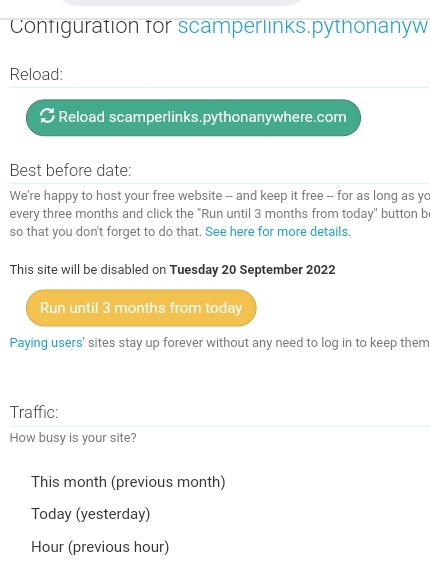 Configuration for scamperlinks.pythonanyw
Reload:
Reload scamperlinks.pythonanywhere.com
Best before date:
We're happy to host your free website -- and keep it free -- for as long as yo
every three months and click the "Run until 3 months from today" button b
so that you don't forget to do that. See here for more details.
This site will be disabled on Tuesday 20 September 2022
Run until 3 months from today
Paying users' sites stay up forever without any need to log in to keep them
Traffic:
How busy is your site?
This month (previous month)
Today (yesterday)
Hour (previous hour)